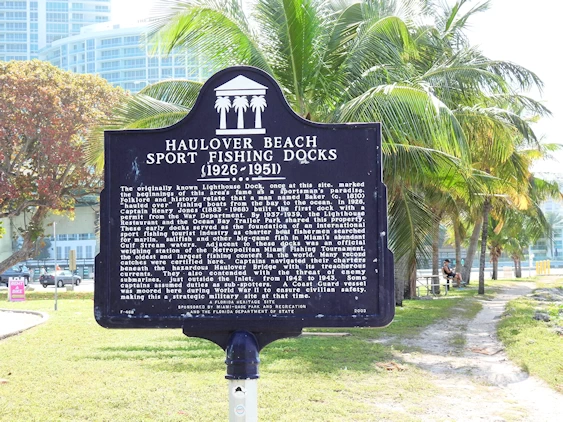 HAULOVER BEACH
SPORT FISHING DOCKS
(1926-1951)
The originally known Lighthouse Dock, once at this site, marked
the beginnings of this area's fame as a sportsman's paradise.
Folklore and history relate that a man named Baker (c. 1810)
"hauled over" fishing boats from the bay to the ocean. In 1926,
Captain Henry Jones (1883-1968) built the first dock with a
permit from the War Department. By 1937-1939, the Lighthouse
Restaurant and the Ocean Bay Trailer Park shared this property.
These early docks served as the foundation of an international
sport fishing tourist industry as charter boat fishermen searched
for marlin, sailfish and other big-game fish in Miami's abundant
Gulf Stream waters. Adjacent to these docks was an official
weighing station of the Metropolitan Miami Fishing Tournament,
the oldest and largest fishing contest in the world. Many record
catches were certified here. Captains navigated their charters
beneath the hazardous Haulover Bridge with its treacherous
currents. They also contended with the threat of enemy
submarines, just outside the inlet from 1942-1943. Some
captains assumed duties as sub-spotters. A Coast Guard vessel
was moored here during World War II to ensure civilian safety,
making this a strategic military site of that time.
A FLORIDA HERITAGE SITE
SPONSORED BY MIAMI-DADE PARK AND RECREATION
AND THE FLORIDA DEPARTMENT OF STATE
F-466 2002